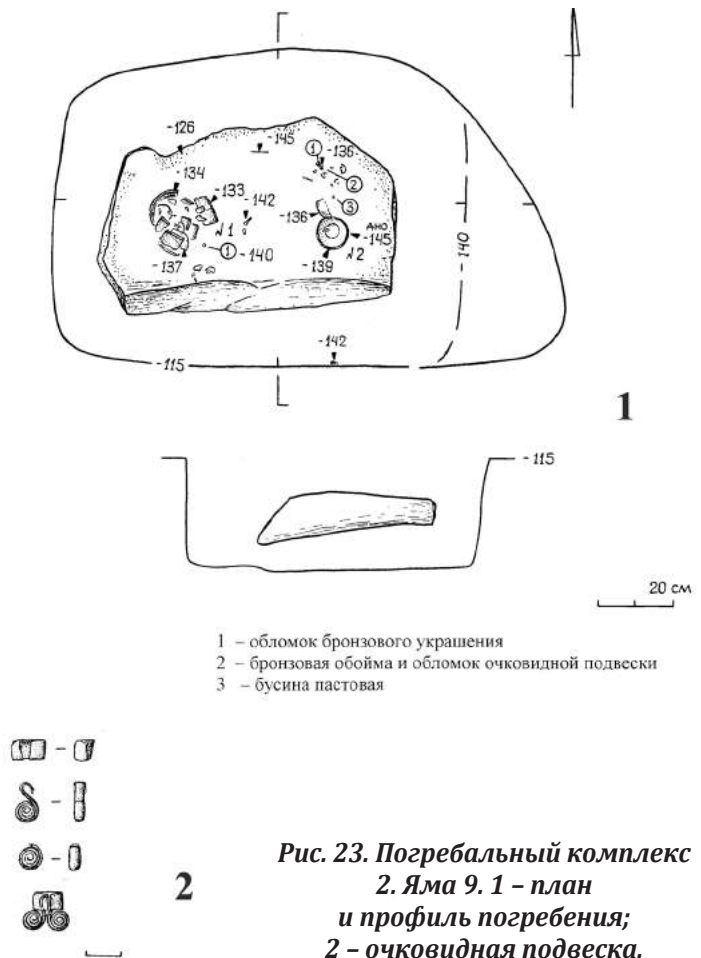 -126
-145
1
-136
-134
2
-133
-142
3
-136
дно
№1
-145
1
-140
№2
-137
-139
-140
-142
-115
1
-115
20 см
1 – обломок бронзового украшения
2 – бронзовая обойма и обломок очковидной подвески
3 – бусина пастовая
2
Рис. 23. Погребальный комплекс
2. Яма 9. 1 – план
и профиль погребения;
2 – очковидная подвеска.